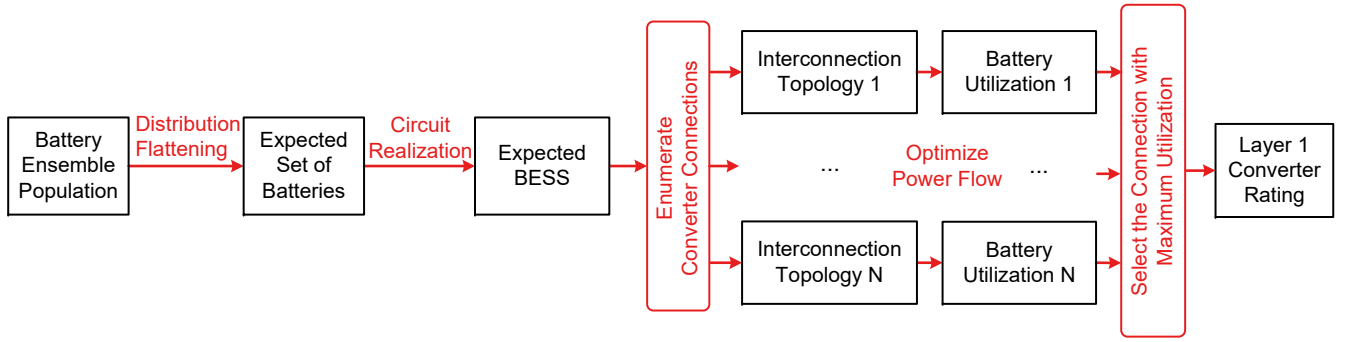 Battery
Ensemble
Population
Distribution
Flattening
Expected
Set of
Batteries
Circuit
Realization
Expected
BESS
Enumerate
Converter Connections
Interconnection
Topology 1
Battery
Utilization 1
...
Optimize
Power Flow
...
Interconnection
Topology N
Battery
Utilization N
Select the Connection with
Maximum Utilization
Layer 1
Converter
Rating